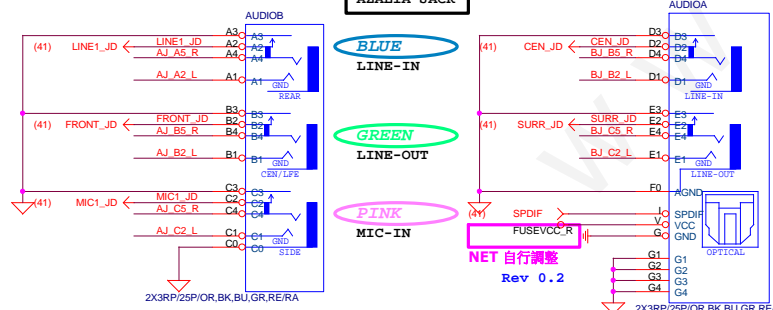 AZALIA JACK
AUDIOB
AUDIOA
A3 A3
(41) LINE1_JD LINE1_JD A2 A2
AJ_A5_R A4 A4
AJ_A2_L A1 A1
GND
REAR
BLUE
LINE-IN
D3 D3
(41) CEN_JD CEN_JD D2 D2
BJ_B5_R D4 D4
BJ_B2_L D1 D1
GND
LINE-IN
B3 B3
(41) FRONT_JD FRONT_JD B2 B2
AJ_B5_R B4 B4
AJ_B2_L B1 B1
GND
CEN/LFE
GREEN
LINE-OUT
E3 E3
(41) SURR_JD SURR_JD E2 E2
BJ_C5_R E4 E4
BJ_C2_L E1 E1
GND
LINE-OUT
C3 C3
(41) MIC1_JD MIC1_JD C2 C2
AJ_C5_R C4 C4
AJ_C2_L C1 C1
GND
C0 C0
SIDE
PINK
MIC-IN
F0 AGND
(41) SPDIF I SPDIF
V VCC
FUSEVCC_R G GND
OPTICAL
NET 自行調整
Rev 0.2
G1 G1
G2 G2
G3 G3
G4 G4
2X3RP/25P/OR,BK,BU,GR,RE/RA
2X3RP/25P/OR,BK,BU,GR,RE
W W